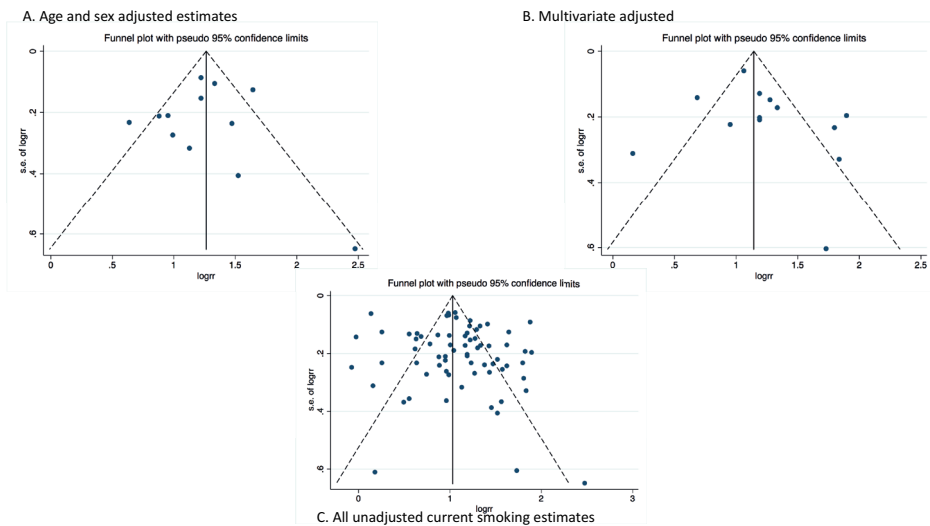 A. Age and sex adjusted estimates
Funnel plot with pseudo 95% confidence limits
s.e. of logrr
0
.2
.4
.6
0
.5
1
1.5
2
2.5
logrr
B. Multivariate adjusted
Funnel plot with pseudo 95% confidence limits
s.e. of logrr
0
.2
.4
.6
0
.5
1
1.5
2
2.5
logrr
Funnel plot with pseudo 95% confidence limits
s.e. of logrr
0
.2
.4
.6
0
1
2
3
logrr
C. All unadjusted current smoking estimates